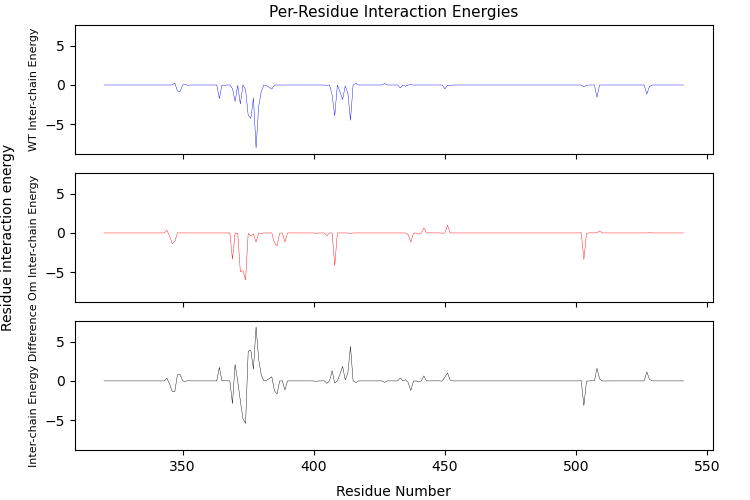 Per-Residue Interaction Energies
Residue interaction energy
WT Inter-chain Energy
5
0
−5
Om Inter-chain Energy
5
0
−5
Inter-chain Energy Difference
5
0
−5
350
400
450
500
550
Residue Number